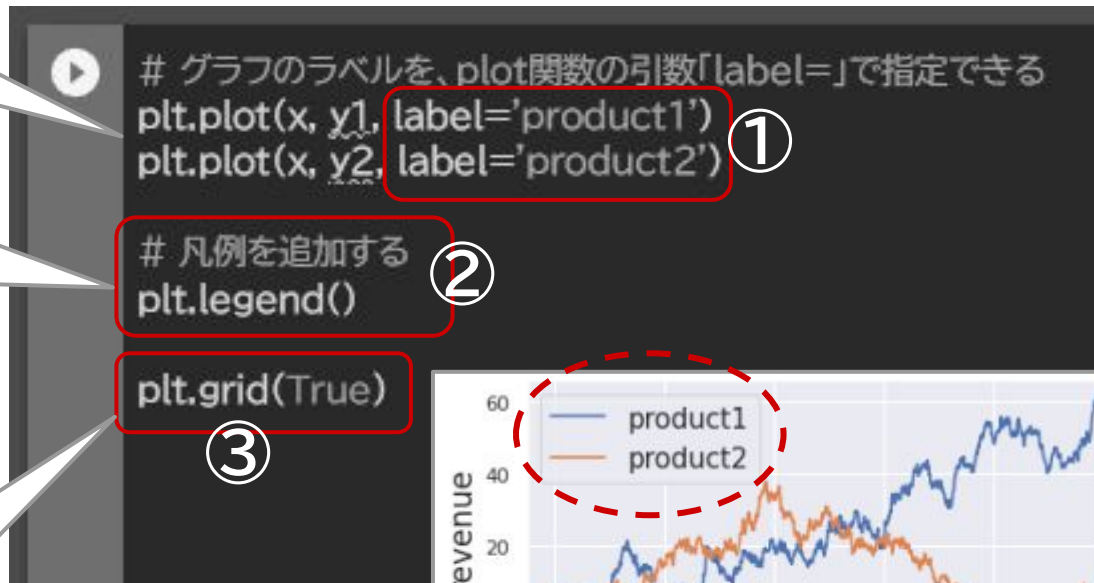 # グラフのラベルを、plot関数の引数「label=」で指定できる
plt.plot(x, y1, label='product1')
plt.plot(x, y2, label='product2')
①
# 凡例を追加する
plt.legend()
②
plt.grid(True)
③
60
40
20
evenue
product1
product2